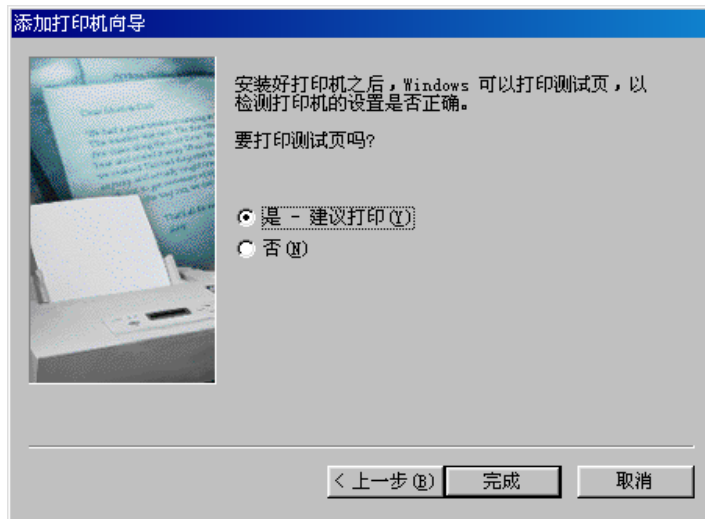 添加打印机向导
安装好打印机之后，Windows 可以打印测试页，以
检测打印机的设置是否正确。
要打印测试页吗?
是 - 建议打印(Y)
否(N)
< 上一步(B)
完成
取消